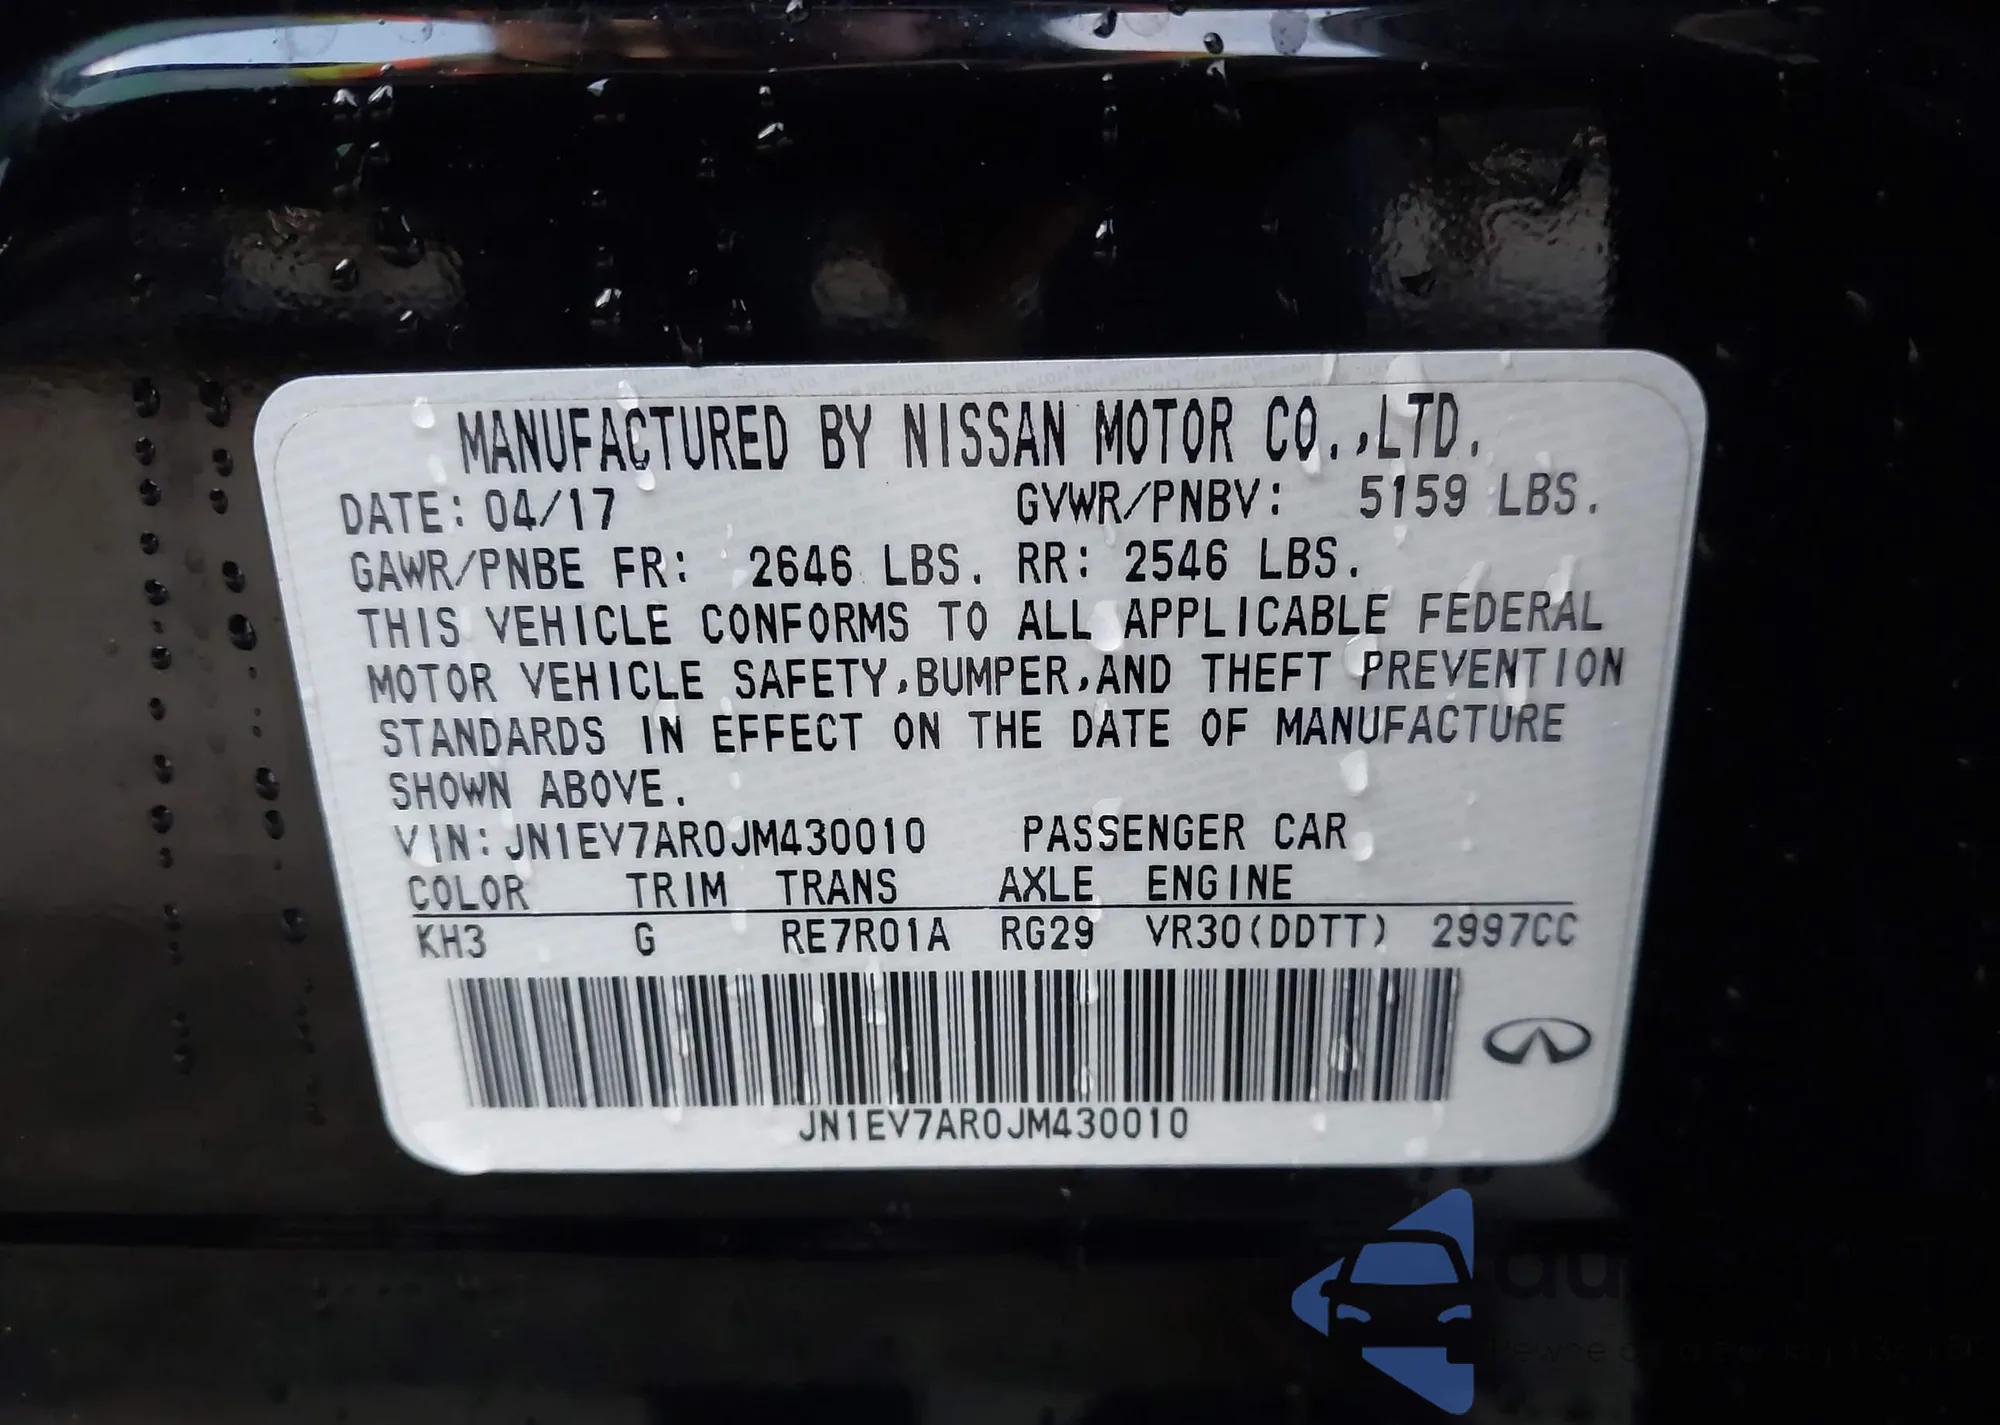 MANUFACTURED BY NISSAN MOTOR CO.,LTD.
DATE: 04/17 GVWR/PNBV: 5159 LBS.
GAWR/PNBE FR: 2646 LBS. RR: 2546 LBS.
THIS VEHICLE CONFORMS TO ALL APPLICABLE FEDERAL
MOTOR VEHICLE SAFETY,BUMPER,AND THEFT PREVENTION
STANDARDS IN EFFECT ON THE DATE OF MANUFACTURE
SHOWN ABOVE.
VIN: JN1EV7AR0JM430010 PASSENGER CAR
COLOR TRIM TRANS AXLE ENGINE
KH3 G RE7R01A RG29 VR30(DDTT) 2997CC
JN1EV7AR0JM430010